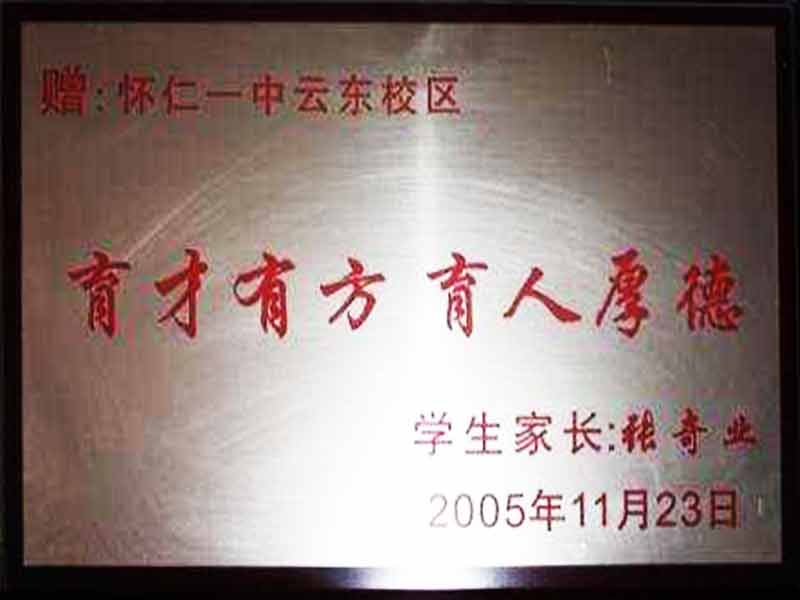 赠:怀仁一中云东校区
育才有方 育人厚德
学生家长:张奇业
2005年11月23日